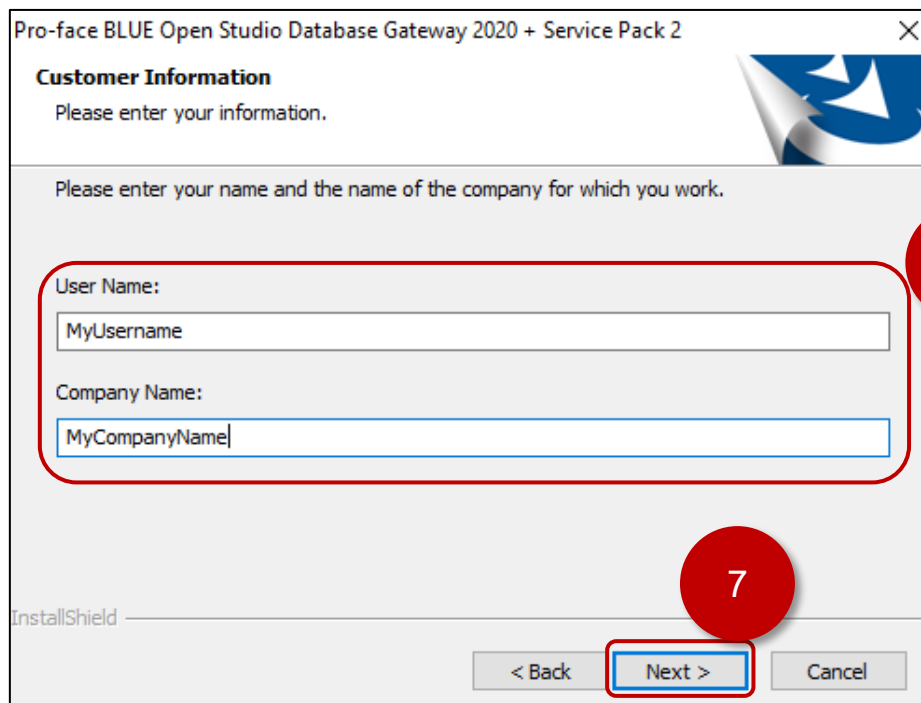 Pro-face BLUE Open Studio Database Gateway 2020 + Service Pack 2
Customer Information
Please enter your information.
Please enter your name and the name of the company for which you work.
User Name:
MyUsername
Company Name:
MyCompanyName
7
InstallShield
< Back Next > Cancel